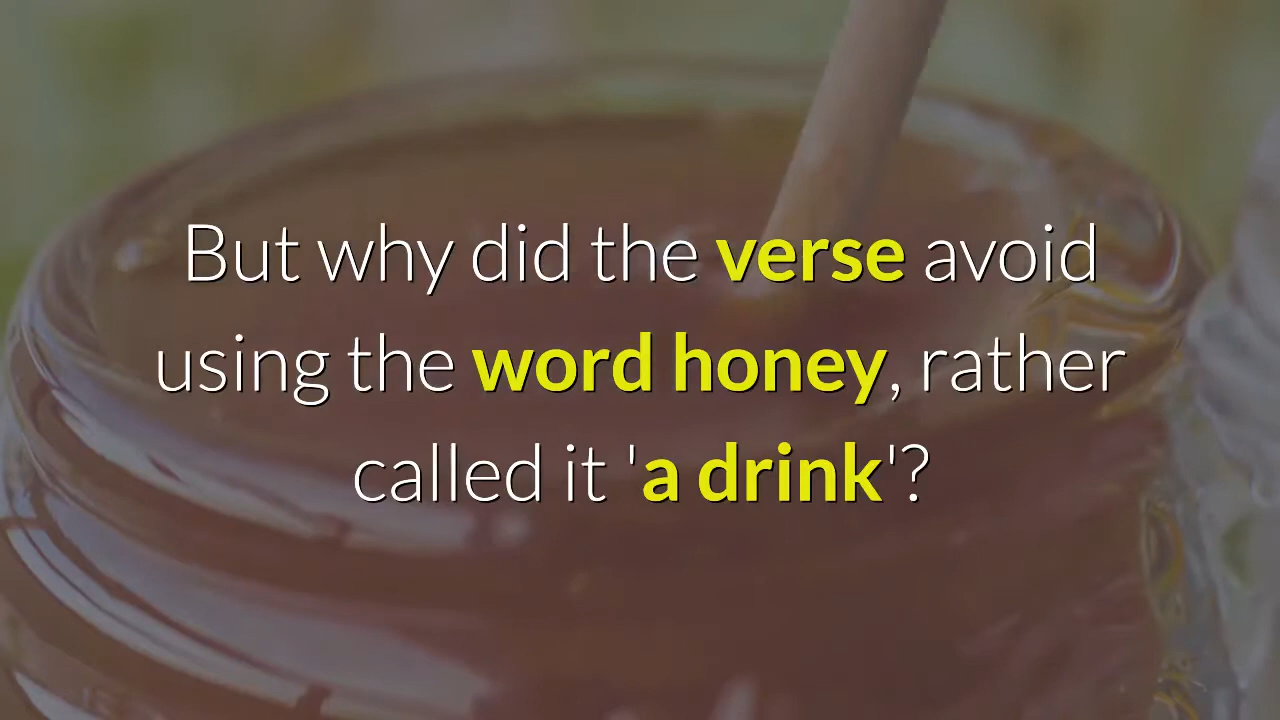 But why did the verse avoid
using the word honey, rather
called it 'a drink'?